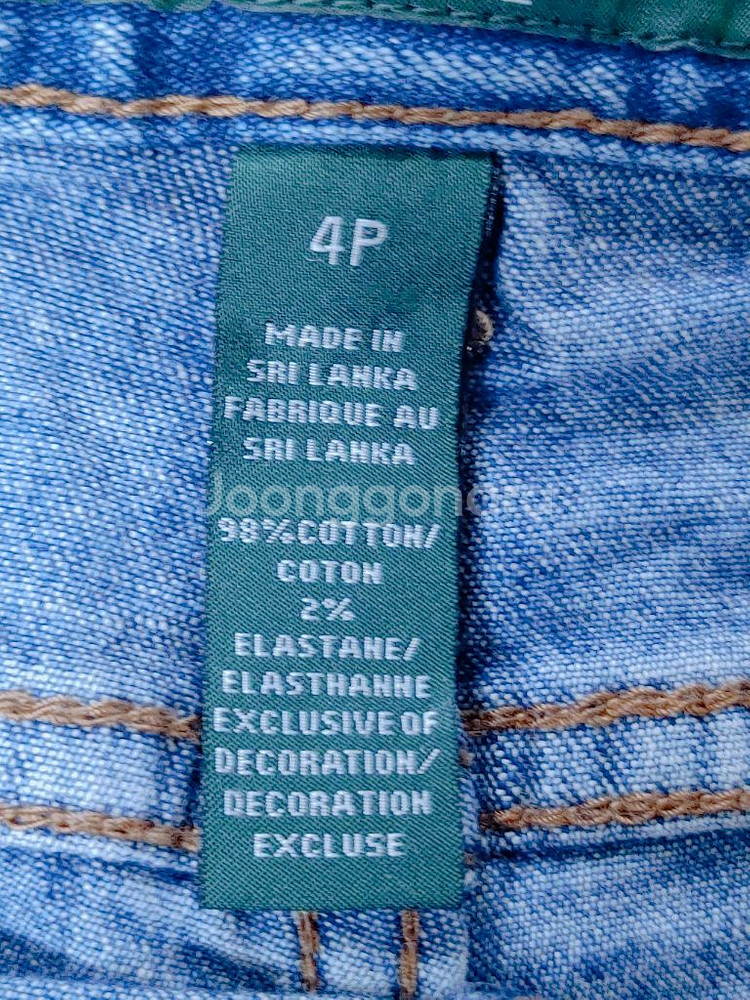 4P
MADE IN
SRI LANKA
FABRIQUE AU
SRI LANKA
Joonggonara
98%COTTON/
COTON
2%
ELASTANE/
ELASTHANNE
EXCLUSIVE OF
DECORATION/
DECORATION
EXCLUSE